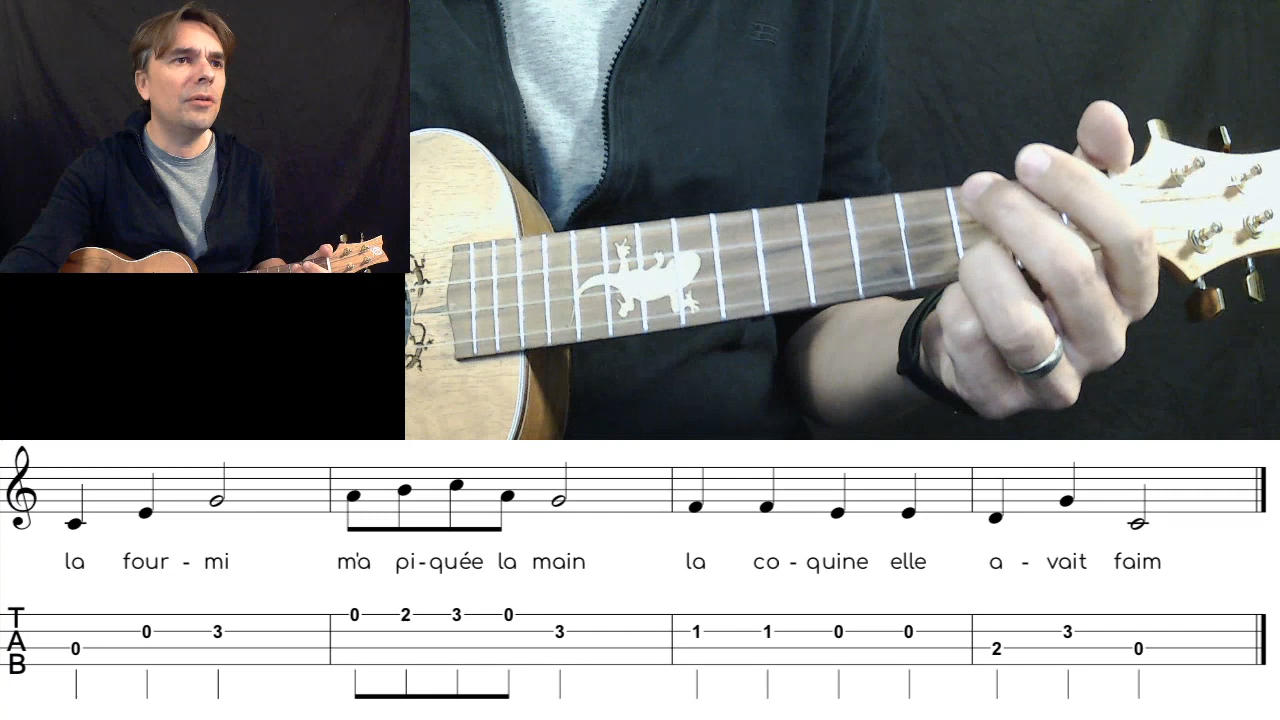 la four - mi m'a pi - quée la main la co - quine elle a - vait faim
T 0 2 3 0
A 0 3 3 1 1 0 0 3
B 0 2 0